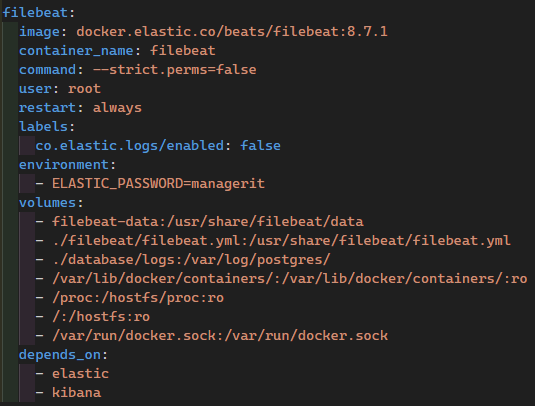 filebeat:
  image: docker.elastic.co/beats/filebeat:8.7.1
  container_name: filebeat
  command: --strict.perms=false
  user: root
  restart: always
  labels:
    co.elastic.logs/enabled: false
  environment:
    - ELASTIC_PASSWORD=managerit
  volumes:
    - filebeat-data:/usr/share/filebeat/data
    - ./filebeat/filebeat.yml:/usr/share/filebeat/filebeat.yml
    - ./database/logs:/var/log/postgres/
    - /var/lib/docker/containers/:/var/lib/docker/containers/:ro
    - /proc:/hostfs/proc:ro
    - /:/hostfs:ro
    - /var/run/docker.sock:/var/run/docker.sock
  depends_on:
    - elastic
    - kibana